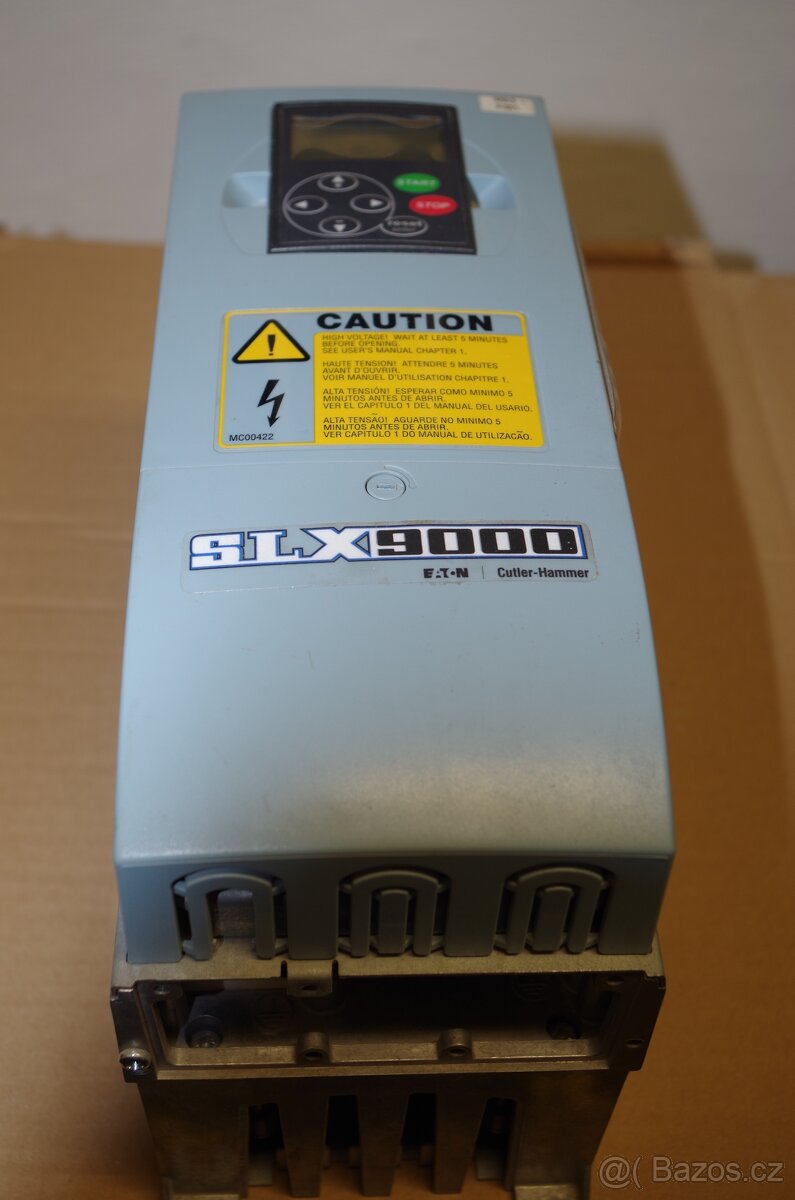 START
STOP
reset
CAUTION
HIGH VOLTAGE! WAIT AT LEAST 5 MINUTES
BEFORE OPENING.
SEE USER'S MANUAL CHAPTER 1.
HAUTE TENSION! ATTENDRE 5 MINUTES
AVANT D'OUVRIR.
VOIR MANUEL D'UTILISATION CHAPITRE 1.
ALTA TENSIÓN! ESPERAR COMO MINIMO 5
MINUTOS ANTES DE ABRIR.
VER EL CAPITULO 1 DEL MANUAL DEL USARIO.
ALTA TENSÃO! AGUARDE NO MINIMO 5
MINUTOS ANTES DE ABRIR.
VER CAPITULO 1 DO MANUAL DE UTILIZACÃO.
MC00422
SLX9000
EATON | Cutler-Hammer
@( Bazos.cz